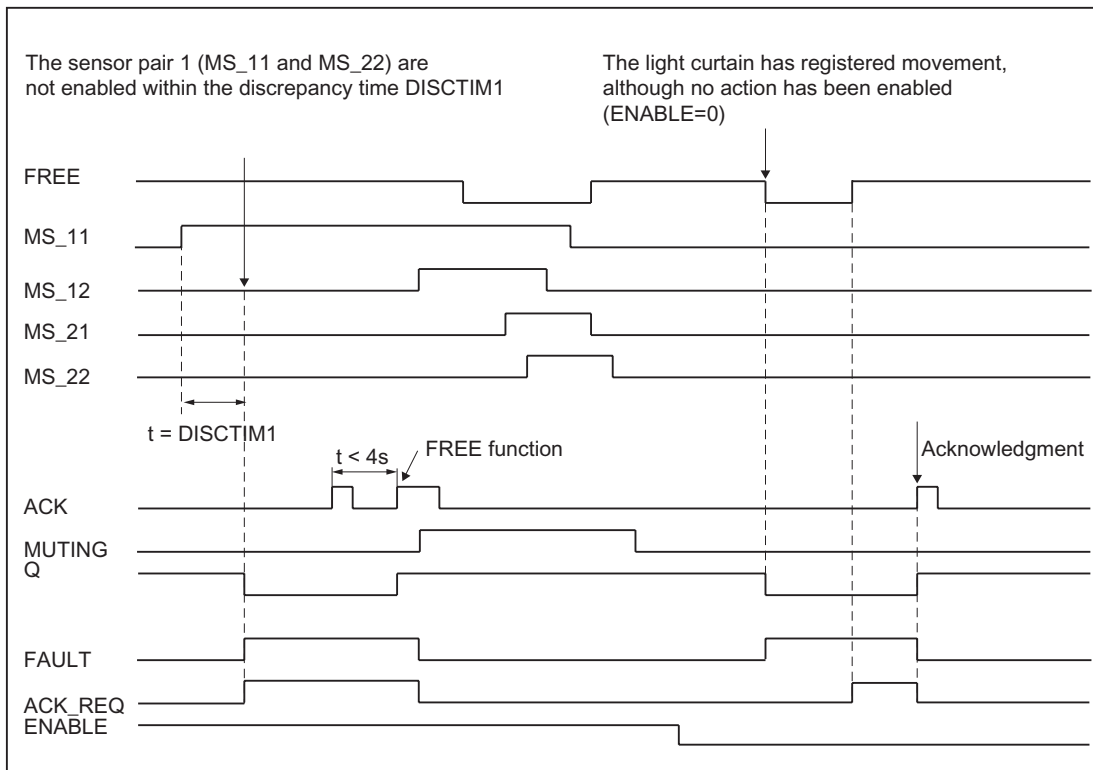 The sensor pair 1 (MS_11 and MS_22) are
not enabled within the discrepancy time DISCTIM1
The light curtain has registered movement,
although no action has been enabled
(ENABLE=0)
FREE
MS_11
MS_12
MS_21
MS_22
t = DISCTIM1
t < 4s
FREE function
Acknowledgment
ACK
MUTING
Q
FAULT
ACK_REQ
ENABLE